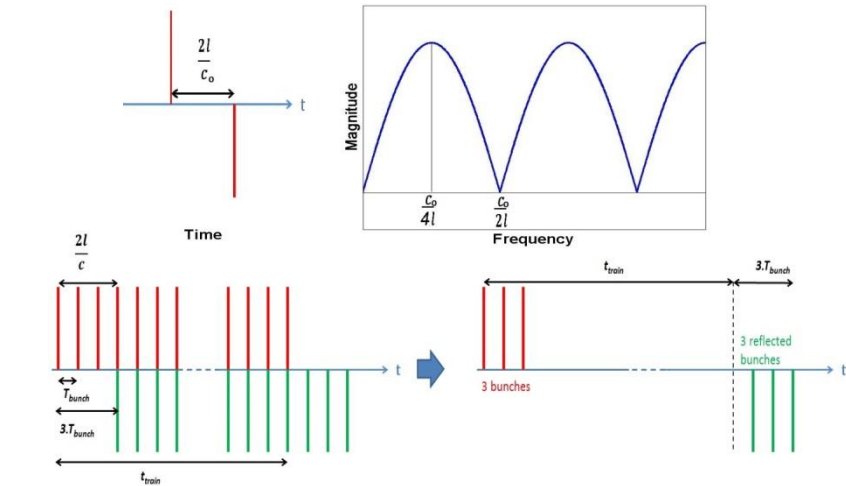 2l
c₀
t
Time
Magnitude
c₀
4l
c₀
2l
Frequency
2l
c
t
T_bunch
3.T_bunch
t_train
t_train
3.T_bunch
3 reflected
bunches
t
3 bunches